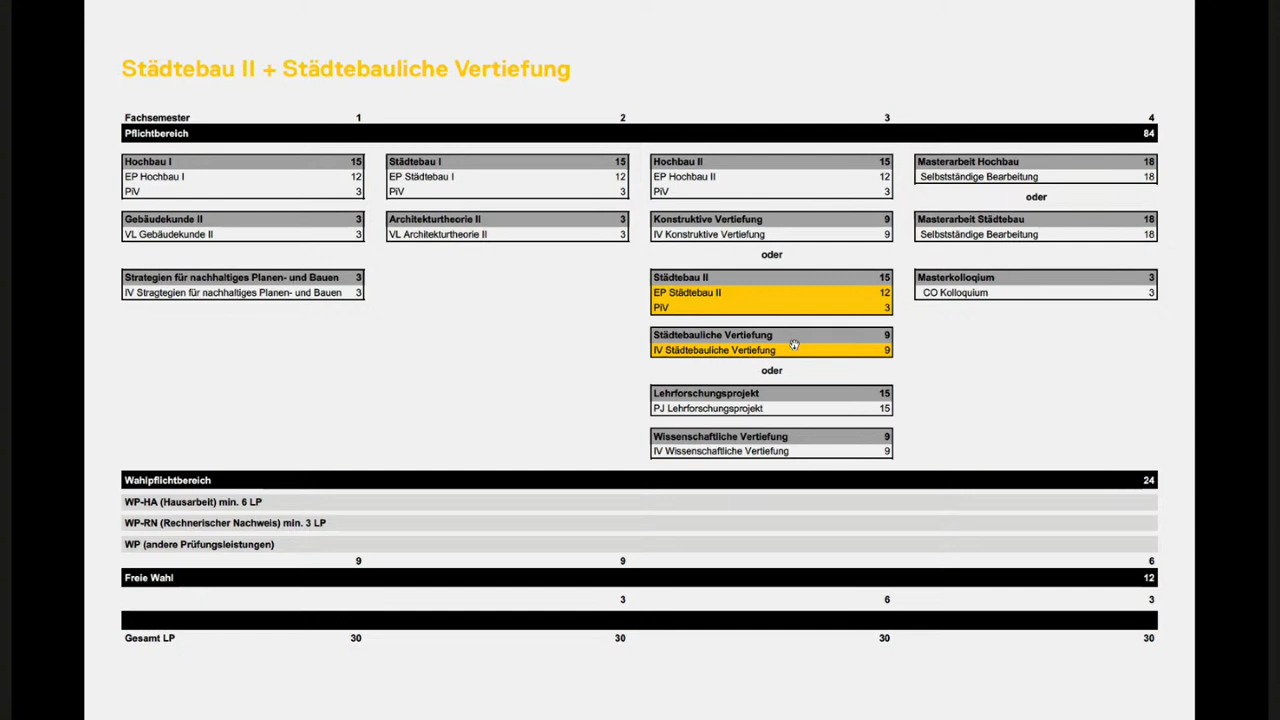 Städtebau II + Städtebauliche Vertiefung
Fachsemester 1 2 3 4
Pflichtbereich 84
Hochbau I 15
EP Hochbau I 12
PiV 3
Gebäudekunde II 3
VL Gebäudekunde II 3
Strategien für nachhaltiges Planen- und Bauen 3
IV Stragtegien für nachhaltiges Planen- und Bauen 3
Städtebau I 15
EP Städtebau I 12
PiV 3
Architekturtheorie II 3
VL Architekturtheorie II 3
Hochbau II 15
EP Hochbau II 12
PiV 3
Konstruktive Vertiefung 9
IV Konstruktive Vertiefung 9
oder
Städtebau II 15
EP Städtebau II 12
PiV 3
Städtebauliche Vertiefung 9
IV Städtebauliche Vertiefung 9
oder
Lehrforschungsprojekt 15
PJ Lehrforschungsprojekt 15
Wissenschaftliche Vertiefung 9
IV Wissenschaftliche Vertiefung 9
Masterarbeit Hochbau 18
Selbstständige Bearbeitung 18
oder
Masterarbeit Städtebau 18
Selbstständige Bearbeitung 18
Masterkolloqium 3
CO Kolloquium 3
Wahlpflichtbereich 24
WP-HA (Hausarbeit) min. 6 LP
WP-RN (Rechnerischer Nachweis) min. 3 LP
WP (andere Prüfungsleistungen)
9 9 6
Freie Wahl 12
3 6 3
Gesamt LP 30 30 30 30